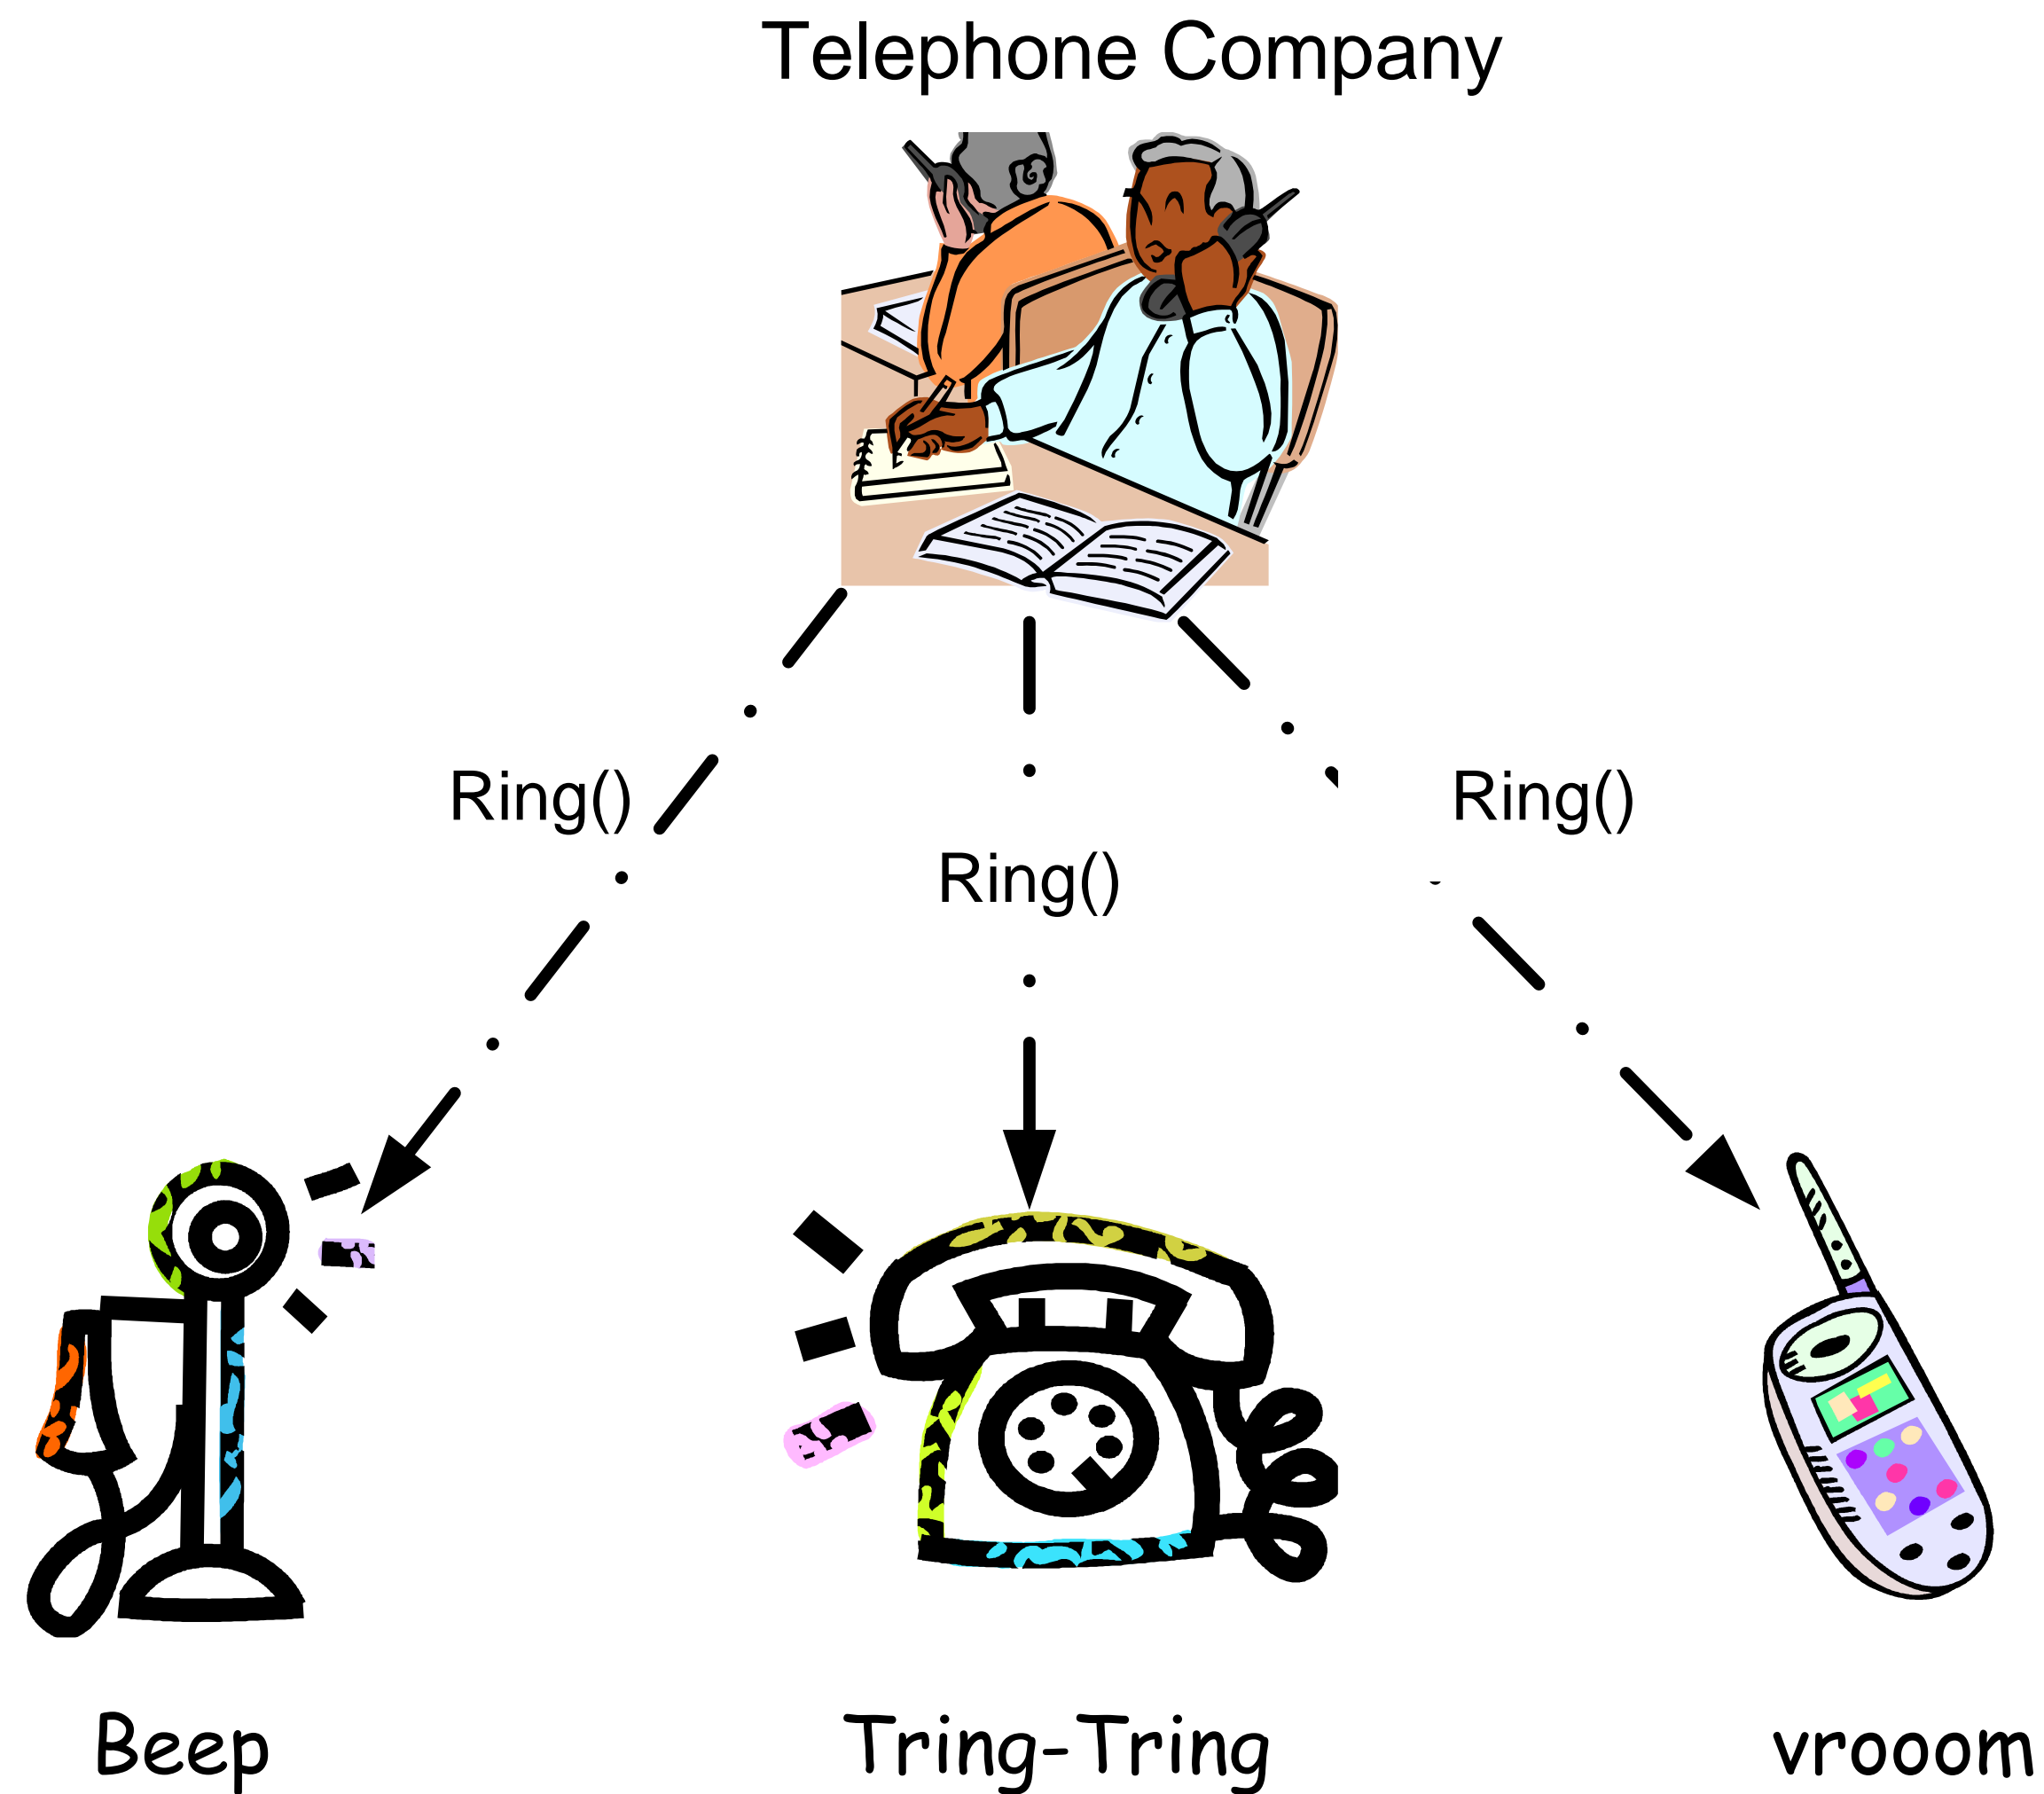 Telephone Company
Ring()
Ring()
Ring()
Beep
Tring-Tring
vrooom